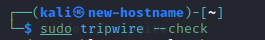 ┌──(kali㉿new-hostname)-[~]
└─$ sudo tripwire --check